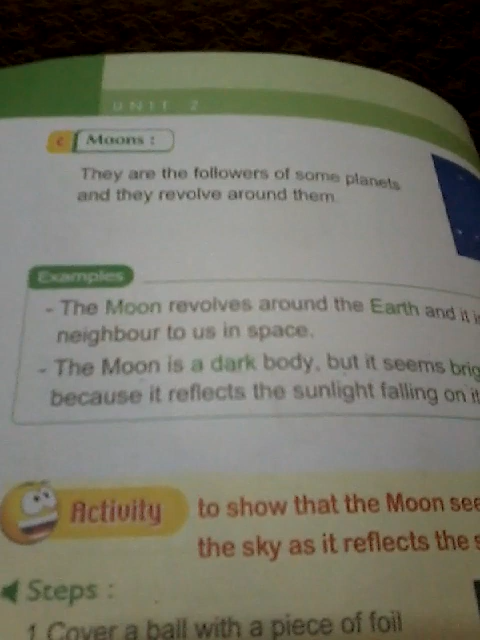 UNIT 2
c Moons :
They are the followers of some planets
and they revolve around them.
Examples
- The Moon revolves around the Earth and it
neighbour to us in space.
- The Moon is a dark body, but it seems
because it reflects the sunlight falling on
Activity to show that the Moon
the sky as it reflects the
Steps :
1 Cover a ball with a piece of foil